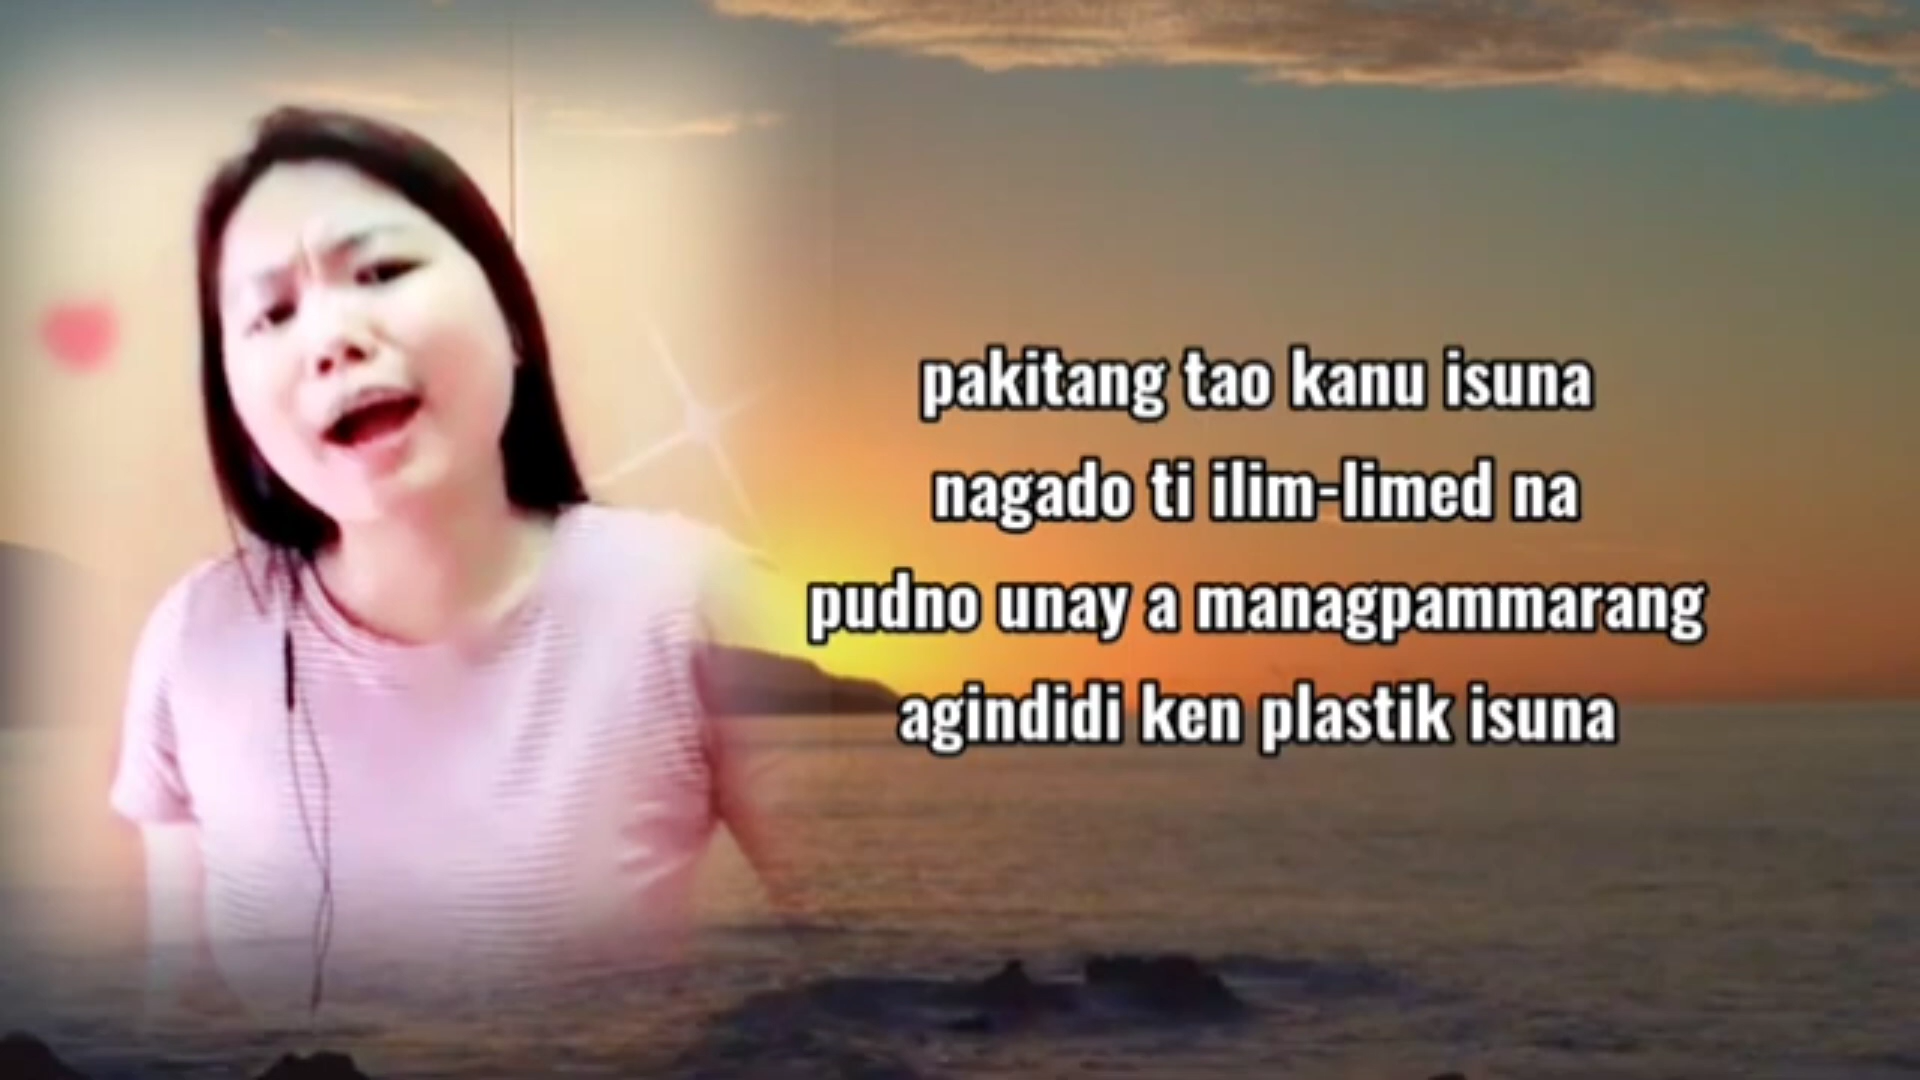 pakitang tao kanu isuna
nagado ti ilim-limed na
pudno unay a managpammarang
agindidi ken plastik isuna